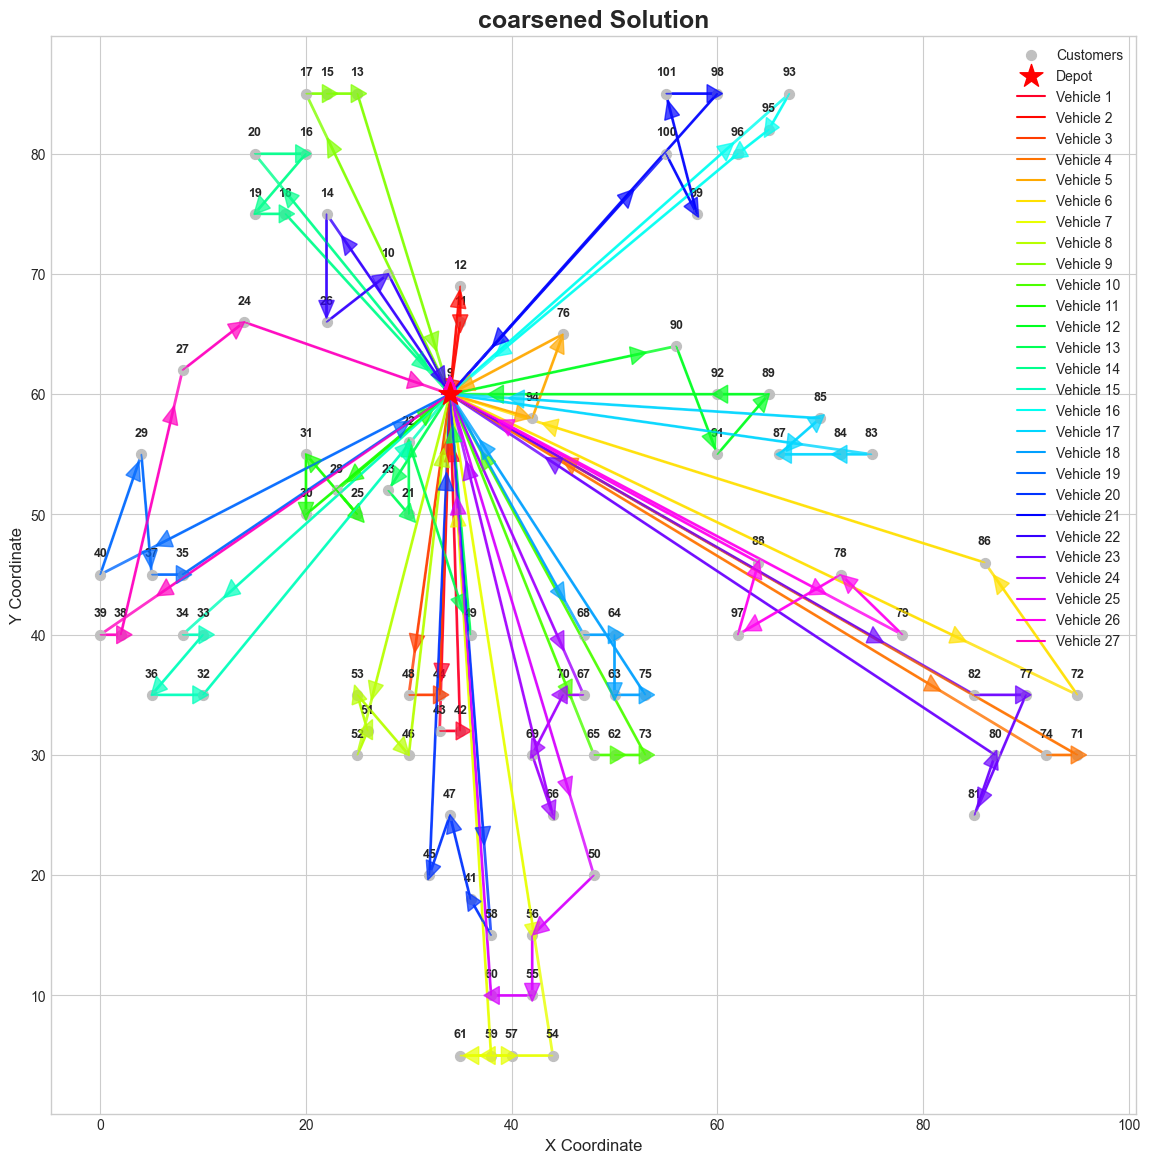 coarsened Solution
Customers
Depot
Vehicle 1
Vehicle 2
Vehicle 3
Vehicle 4
Vehicle 5
Vehicle 6
Vehicle 7
Vehicle 8
Vehicle 9
Vehicle 10
Vehicle 11
Vehicle 12
Vehicle 13
Vehicle 14
Vehicle 15
Vehicle 16
Vehicle 17
Vehicle 18
Vehicle 19
Vehicle 20
Vehicle 21
Vehicle 22
Vehicle 23
Vehicle 24
Vehicle 25
Vehicle 26
Vehicle 27
17 15 13 101 98 93
95
20 16 100 96
19 18 14 99
10 12
26
24 76
90
27
92 89
94 85
22
29 31 91 87 84 83
28 23
30 25 21
86
40 37 35 88 78
39 38 34 33 68 64 97 79
36 32 53 48 44 70 67 63 75 82 77 72
51 43 42
52 46 69 65 62 73 80 74 71
47 66 81
45 50
41
58 56
60 55
61 59 57 54
80
70
60
50
40
30
20
10
0 20 40 60 80 100
X Coordinate
Y Coordinate